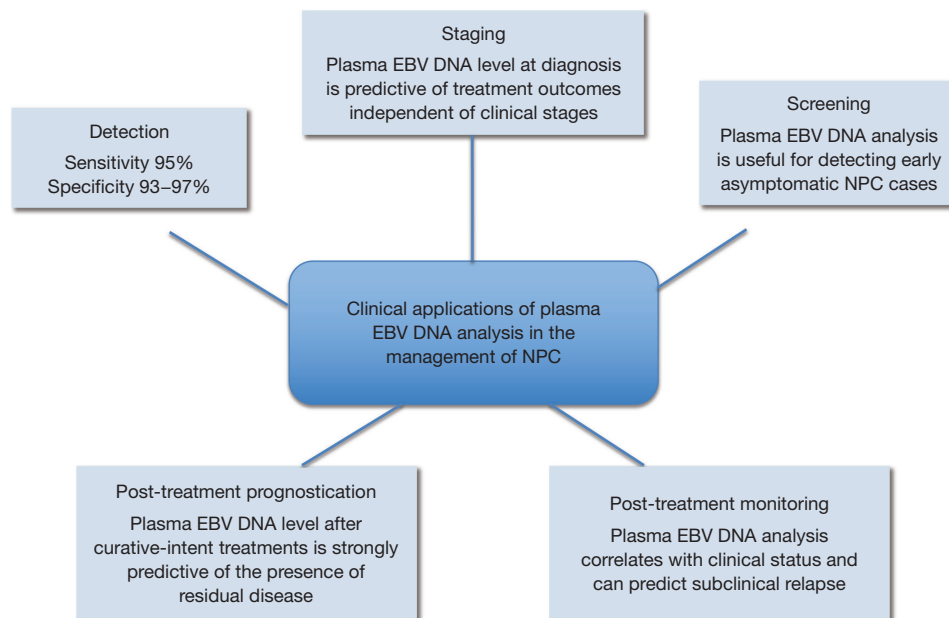 Staging
Plasma EBV DNA level at diagnosis
is predictive of treatment outcomes
independent of clinical stages
Detection
Sensitivity 95%
Specificity 93–97%
Screening
Plasma EBV DNA analysis
is useful for detecting early
asymptomatic NPC cases
Clinical applications of plasma
EBV DNA analysis in the
management of NPC
Post-treatment prognostication
Plasma EBV DNA level after
curative-intent treatments is strongly
predictive of the presence of
residual disease
Post-treatment monitoring
Plasma EBV DNA analysis
correlates with clinical status and
can predict subclinical relapse